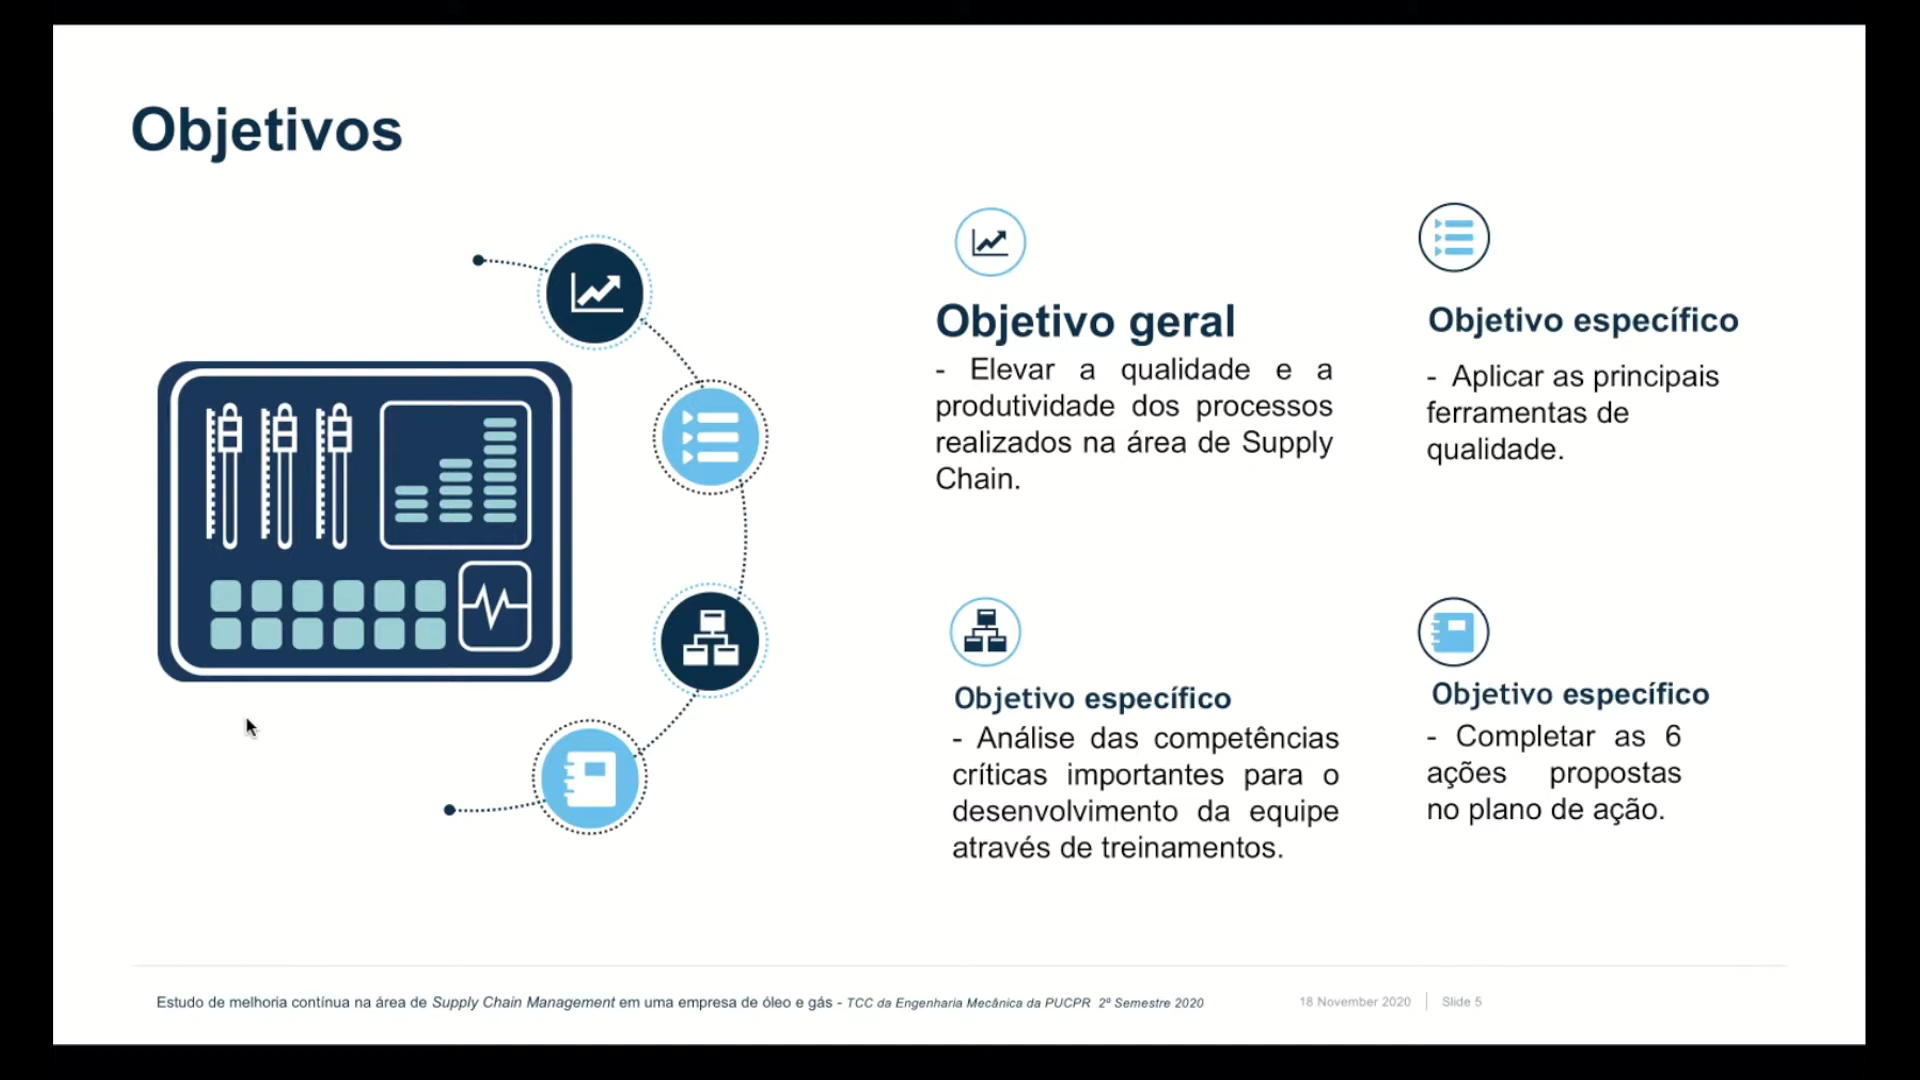 Objetivos
Objetivo geral
- Elevar a qualidade e a
produtividade dos processos
realizados na área de Supply
Chain.
Objetivo específico
- Aplicar as principais
ferramentas de
qualidade.
Objetivo específico
- Análise das competências
críticas importantes para o
desenvolvimento da equipe
através de treinamentos.
Objetivo específico
- Completar as 6
ações propostas
no plano de ação.
Estudo de melhoria contínua na área de Supply Chain Management em uma empresa de óleo e gás - TCC da Engenharia Mecânica da PUCPR 2º Semestre 2020
18 November 2020
Slide 5